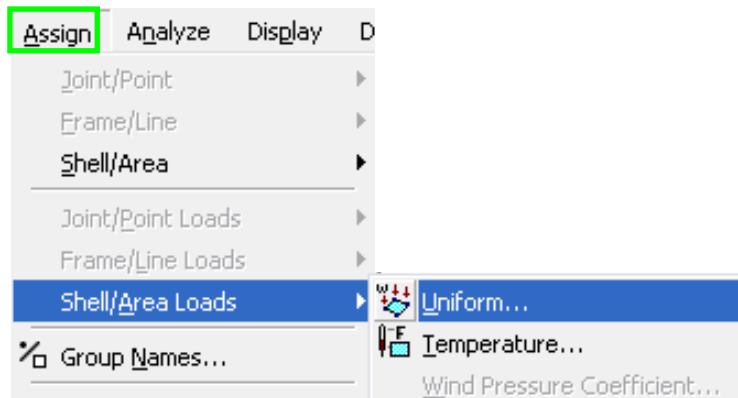 Assign Analyze Display D
Joint/Point
Frame/Line
Shell/Area
Joint/Point Loads
Frame/Line Loads
Shell/Area Loads
Uniform...
Temperature...
Wind Pressure Coefficient...
Group Names...